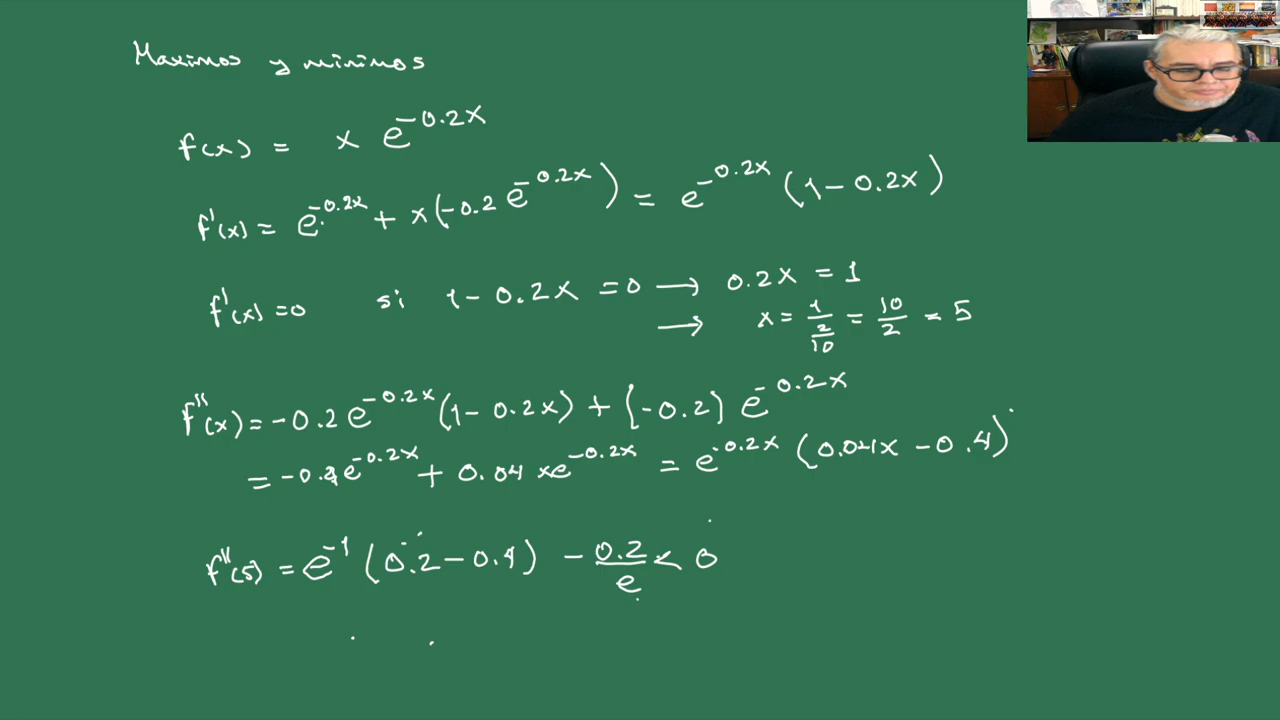 Maximos y minimos
f(x) = x e^{-0.2x}
f'(x) = e^{-0.2x} + x(-0.2 e^{-0.2x}) = e^{-0.2x} (1 - 0.2x)
f'(x) = 0 si 1 - 0.2x = 0 → 0.2x = 1
→ x = 1/(2/10) = 10/2 = 5
f''(x) = -0.2 e^{-0.2x} (1 - 0.2x) + (-0.2) e^{-0.2x}
= -0.4 e^{-0.2x} + 0.04 x e^{-0.2x} = e^{-0.2x} (0.04x - 0.4)
f''(5) = e^{-1} (0.2 - 0.4) - 0.2/e < 0